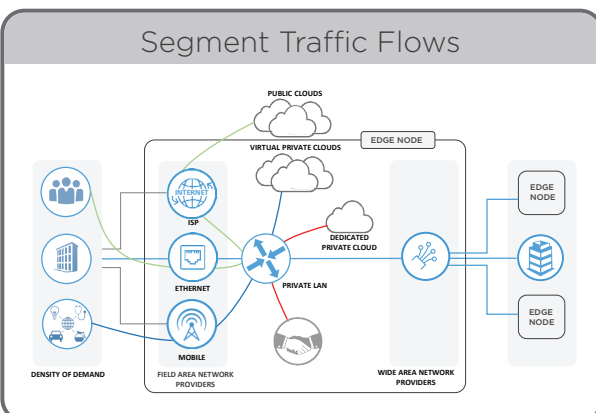 Segment Traffic Flows
PUBLIC CLOUDS
EDGE NODE
VIRTUAL PRIVATE CLOUDS
INTERNET
ISP
EDGE
NODE
DEDICATED
PRIVATE CLOUD
ETHERNET
PRIVATE LAN
EDGE
NODE
MOBILE
DENSITY OF DEMAND
FIELD AREA NETWORK
PROVIDERS
WIDE AREA NETWORK
PROVIDERS